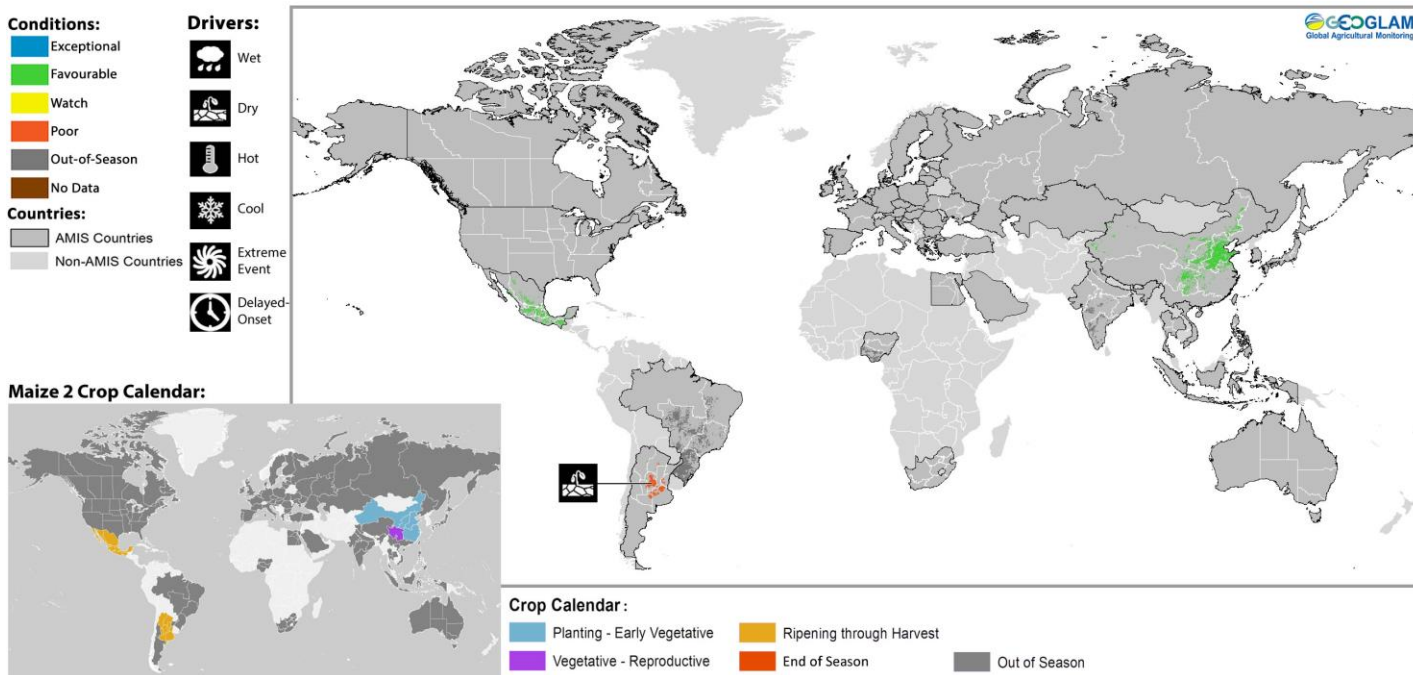 Conditions:
Exceptional
Favourable
Watch
Poor
Out-of-Season
No Data
Countries:
AMIS Countries
Non-AMIS Countries
Drivers:
Wet
Dry
Hot
Cool
Extreme
Event
Delayed-
Onset
GEOGLAM
Global Agricultural Monitoring
Maize 2 Crop Calendar:
Crop Calendar :
Planting - Early Vegetative
Vegetative - Reproductive
Ripening through Harvest
End of Season
Out of Season